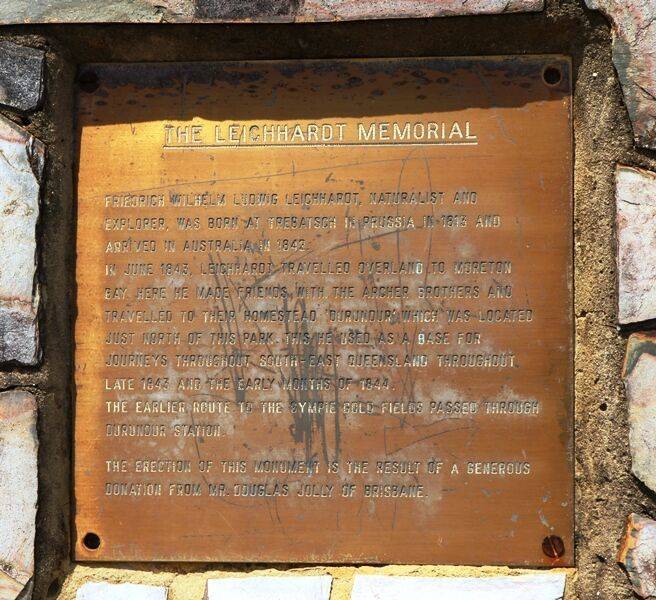 THE LEICHHARDT MEMORIAL
FRIEDRICH WILHELM LUDWIG LEICHHARDT, NATURALIST AND
EXPLORER, WAS BORN AT TREBATSCH IN PRUSSIA IN 1813 AND
ARRIVED IN AUSTRALIA IN 1842.
IN JUNE 1843, LEICHHARDT TRAVELLED OVERLAND TO MORETON
BAY. HERE HE MADE FRIENDS WITH THE ARCHER BROTHERS AND
TRAVELLED TO THEIR HOMESTEAD 'DURUNDUR' WHICH WAS LOCATED
JUST NORTH OF THIS PARK. THIS HE USED AS A BASE FOR
JOURNEYS THROUGHOUT SOUTH-EAST QUEENSLAND THROUGHOUT
LATE 1843 AND THE EARLY MONTHS OF 1844.
THE EARLIER ROUTE TO THE GYMPIE GOLD FIELDS PASSED THROUGH
DURUNDUR STATION.
THE ERECTION OF THIS MONUMENT IS THE RESULT OF A GENEROUS
DONATION FROM MR. DOUGLAS JOLLY OF BRISBANE.